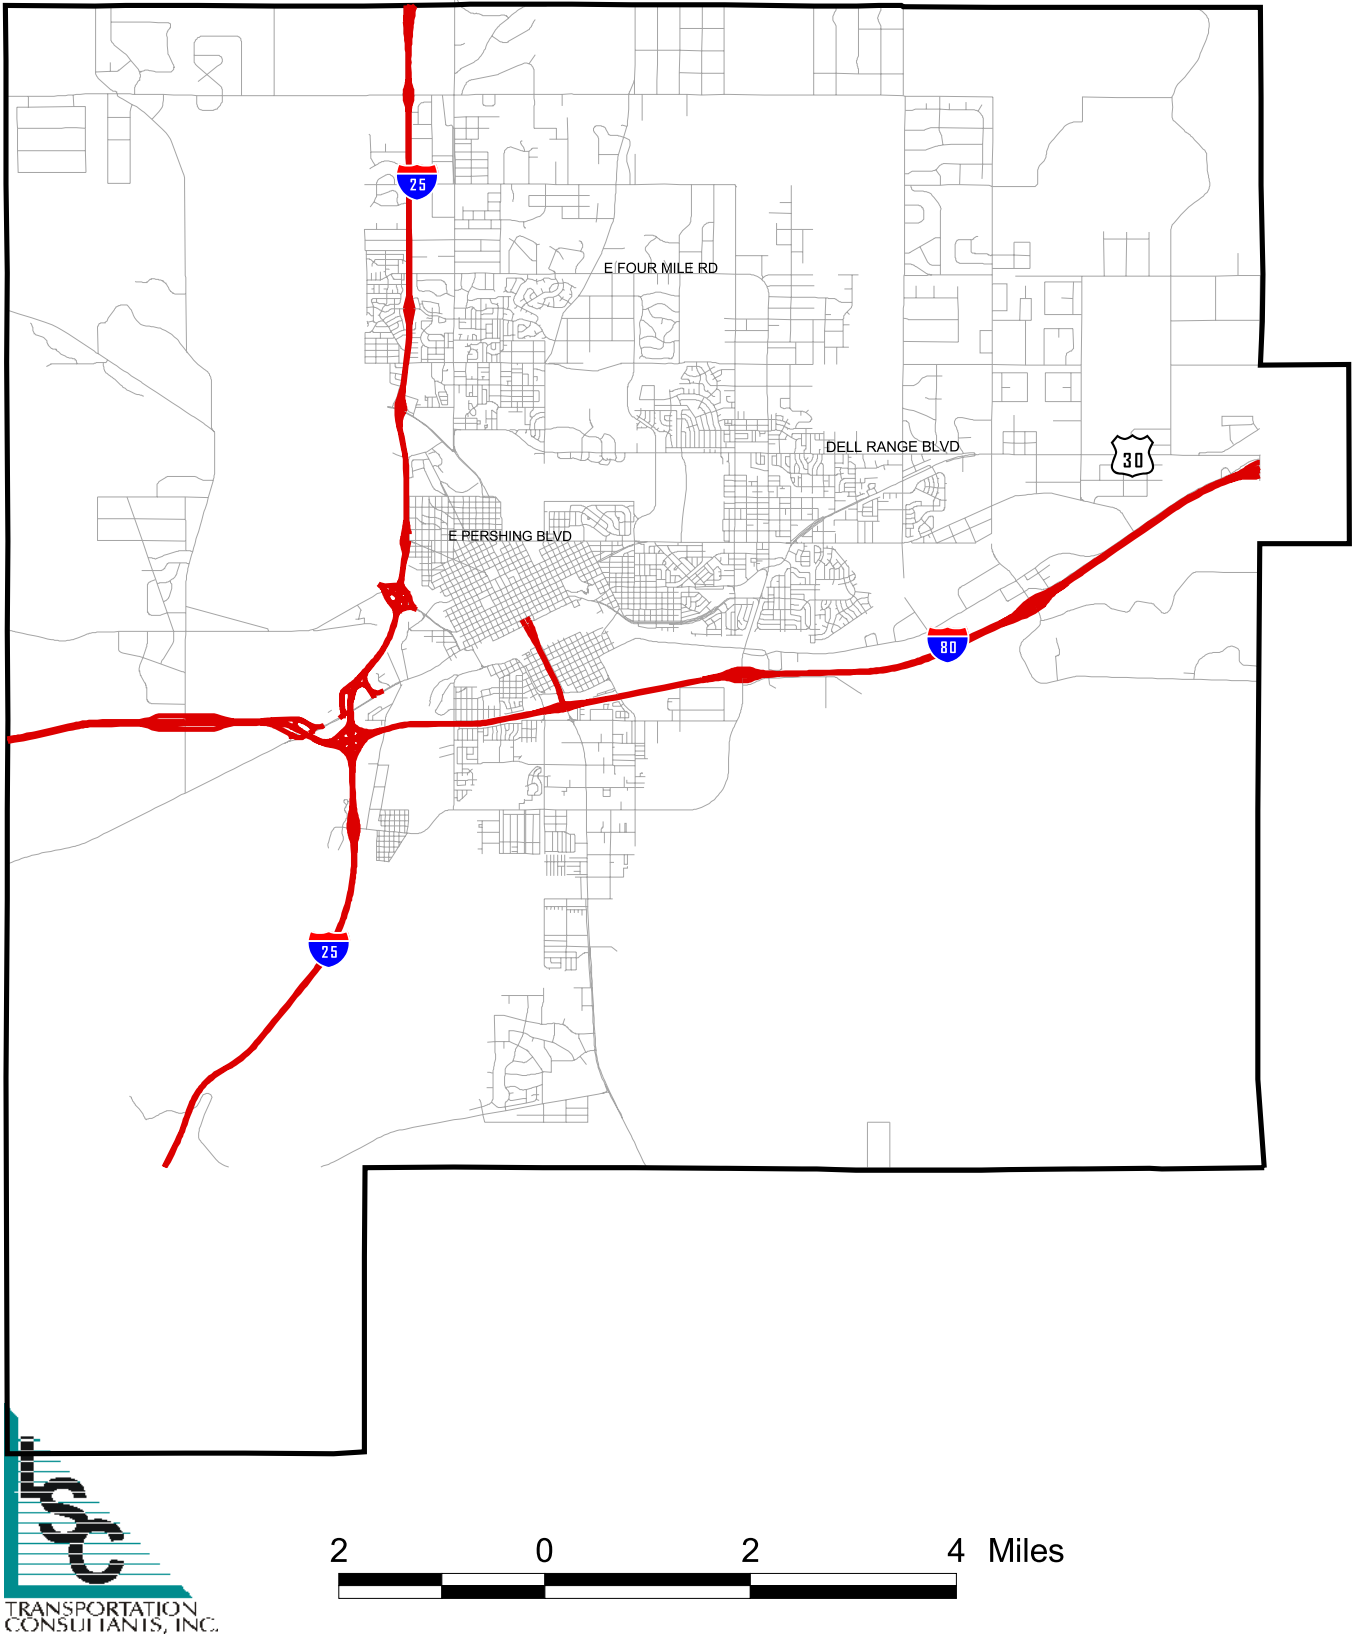 25
E FOUR MILE RD
DELL RANGE BLVD
30
E PERSHING BLVD
80
25
LSC
TRANSPORTATION
CONSULTANTS, INC.
2 0 2 4 Miles